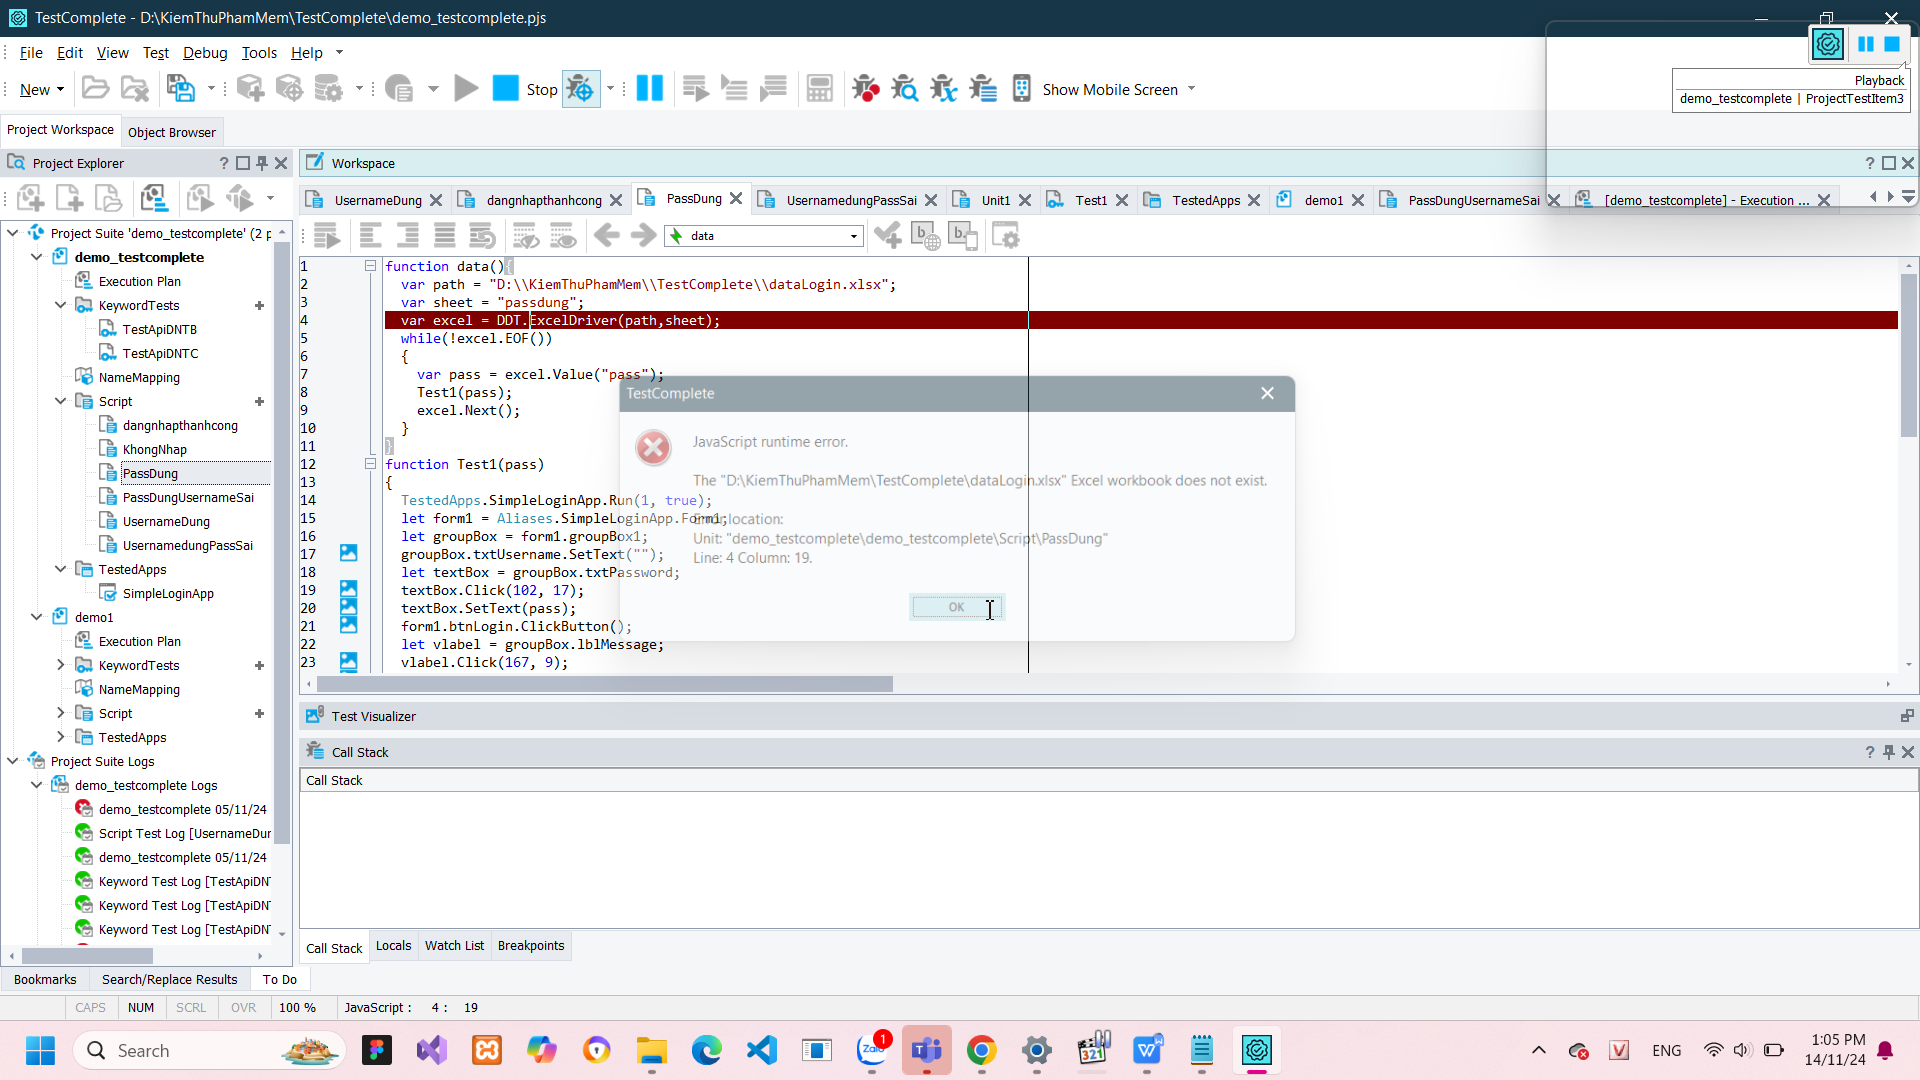 TestComplete - D:\KiemThuPhamMem\TestComplete\demo_testcomplete.pjs
File Edit View Test Debug Tools Help
New
Stop
Show Mobile Screen
Playback
demo_testcomplete | ProjectTestItem3
Project Workspace
Object Browser
Project Explorer
Workspace
UsernameDung
dangnhapthanhcong
PassDung
UsernamedungPassSai
Unit1
Test1
TestedApps
demo1
PassDungUsernameSai
[demo_testcomplete] - Execution ...
data
Project Suite 'demo_testcomplete' (2 p
demo_testcomplete
Execution Plan
KeywordTests
TestApiDNTB
TestApiDNTC
NameMapping
Script
dangnhapthanhcong
KhongNhap
PassDung
PassDungUsernameSai
UsernameDung
UsernamedungPassSai
TestedApps
SimpleLoginApp
demo1
Execution Plan
KeywordTests
NameMapping
Script
TestedApps
Project Suite Logs
demo_testcomplete Logs
demo_testcomplete 05/11/24
Script Test Log [UsernameDur
demo_testcomplete 05/11/24
Keyword Test Log [TestApiDN
Keyword Test Log [TestApiDN
Keyword Test Log [TestApiDN
Bookmarks
Search/Replace Results
To Do
1 function data(){
2 var path = "D:\\KiemThuPhamMem\\TestComplete\\dataLogin.xlsx";
3 var sheet = "passdung";
4 var excel = DDT.ExcelDriver(path,sheet);
5 while(!excel.EOF())
6 {
7 var pass = excel.Value("pass");
8 Test1(pass);
9 excel.Next();
10 }
11 }
12 function Test1(pass)
13 {
14 TestedApps.SimpleLoginApp.Run(1, true);
15 let form1 = Aliases.SimpleLoginApp.Form1;
16 let groupBox = form1.groupBox1;
17 groupBox.txtUsername.SetText("");
18 let textBox = groupBox.txtPassword;
19 textBox.Click(102, 17);
20 textBox.SetText(pass);
21 form1.btnLogin.ClickButton();
22 let vlabel = groupBox.lblMessage;
23 vlabel.Click(167, 9);
TestComplete
JavaScript runtime error.
The "D:\KiemThuPhamMem\TestComplete\dataLogin.xlsx" Excel workbook does not exist.
Error location:
Unit: "demo_testcomplete\demo_testcomplete\Script\PassDung"
Line: 4 Column: 19.
OK
Test Visualizer
Call Stack
Call Stack
Call Stack
Locals
Watch List
Breakpoints
CAPS NUM SCRL OVR 100 % JavaScript : 4 : 19
Search
Zalo
1
321
ENG
1:05 PM
14/11/24